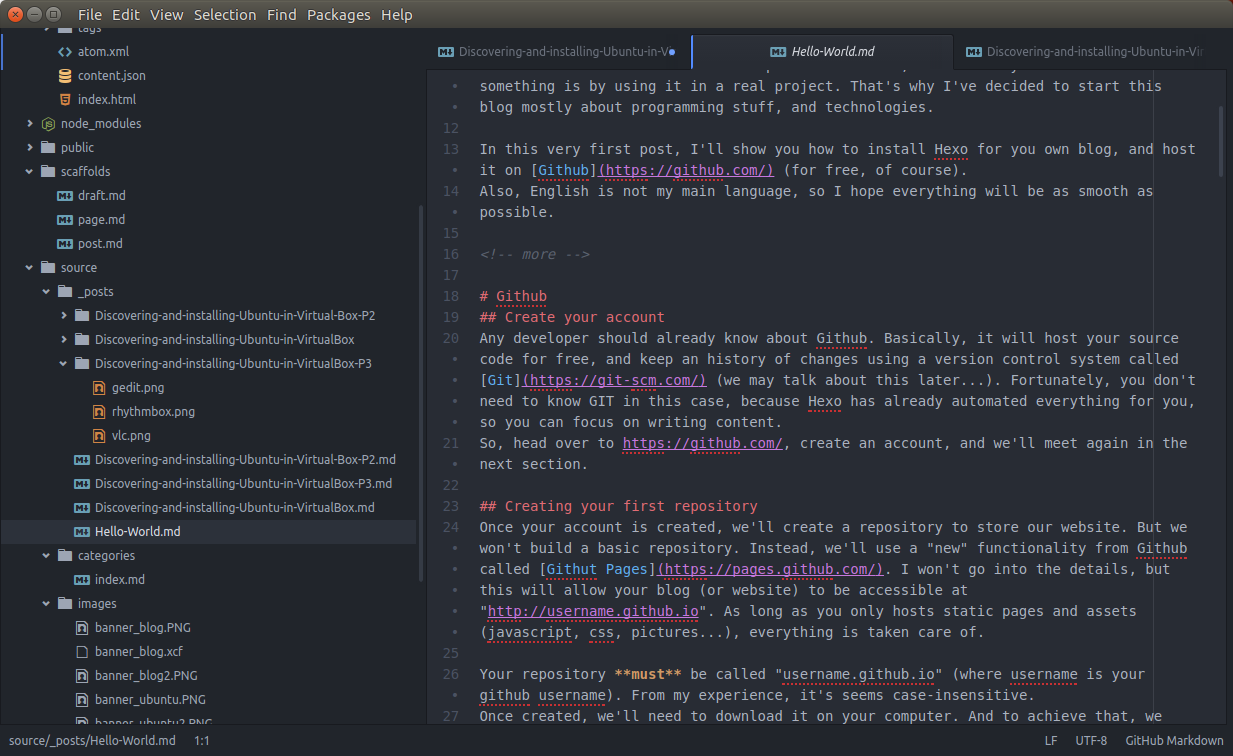 File Edit View Selection Find Packages Help
tags
atom.xml
content.json
index.html
node_modules
public
scaffolds
draft.md
page.md
post.md
source
_posts
Discovering-and-installing-Ubuntu-in-Virtual-Box-P2
Discovering-and-installing-Ubuntu-in-VirtualBox
Discovering-and-installing-Ubuntu-in-VirtualBox-P3
gedit.png
rhythmbox.png
vlc.png
Discovering-and-installing-Ubuntu-in-Virtual-Box-P2.md
Discovering-and-installing-Ubuntu-in-VirtualBox-P3.md
Discovering-and-installing-Ubuntu-in-VirtualBox.md
Hello-World.md
categories
index.md
images
banner_blog.PNG
banner_blog.xcf
banner_blog2.PNG
banner_ubuntu.PNG
banner_ubuntu2.PNG
Discovering-and-installing-Ubuntu-in-V
Hello-World.md
Discovering-and-installing-Ubuntu-in-Vir
something is by using it in a real project. That's why I've decided to start this
blog mostly about programming stuff, and technologies.
12
13 In this very first post, I'll show you how to install Hexo for you own blog, and host
it on [Github](https://github.com/) (for free, of course).
14 Also, English is not my main language, so I hope everything will be as smooth as
possible.
15
16 <!-- more -->
17
18 # Github
19 ## Create your account
20 Any developer should already know about Github. Basically, it will host your source
code for free, and keep an history of changes using a version control system called
[Git](https://git-scm.com/) (we may talk about this later...). Fortunately, you don't
need to know GIT in this case, because Hexo has already automated everything for you,
so you can focus on writing content.
21 So, head over to https://github.com/, create an account, and we'll meet again in the
next section.
22
23 ## Creating your first repository
24 Once your account is created, we'll create a repository to store our website. But we
won't build a basic repository. Instead, we'll use a "new" functionality from Github
called [Githut Pages](https://pages.github.com/). I won't go into the details, but
this will allow your blog (or website) to be accessible at
"http://username.github.io". As long as you only hosts static pages and assets
(javascript, css, pictures...), everything is taken care of.
25
26 Your repository **must** be called "username.github.io" (where username is your
github username). From my experience, it's seems case-insensitive.
27 Once created, we'll need to download it on your computer. And to achieve that, we
source/_posts/Hello-World.md 1:1 LF UTF-8 GitHub Markdown